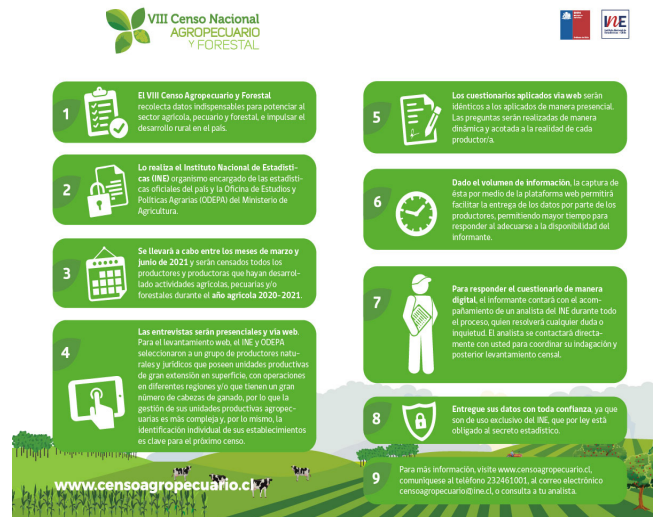 VIII Censo Nacional
AGROPECUARIO
Y FORESTAL
INE
1
El VIII Censo Agropecuario y Forestal
recolecta datos indispensables para potenciar al
sector agrícola, pecuario y forestal, e impulsar el
desarrollo rural en el país.
2
Lo realiza el Instituto Nacional de Estadísti-
cas (INE) organismo encargado de las estadísti-
cas oficiales del país y la Oficina de Estudios y
Políticas Agrarias (ODEPA) del Ministerio de
Agricultura.
3
Se llevará a cabo entre los meses de marzo y
junio de 2021 y serán censados todos los
productores y productoras que hayan desarrol-
lado actividades agrícolas, pecuarias y/o
forestales durante el año agrícola 2020-2021.
4
Las entrevistas serán presenciales y vía web.
Para el levantamiento web, el INE y ODEPA
seleccionaron a un grupo de productores natu-
rales y jurídicos que poseen unidades productivas
de gran extensión en superficie, con operaciones
en diferentes regiones y/o que tienen un gran
número de cabezas de ganado, por lo que la
gestión de sus unidades productivas agropec-
uarias es más compleja y, por lo mismo, la
identificación individual de sus establecimientos
es clave para el próximo censo.
www.censoagropecuario.cl
5
Los cuestionarios aplicados vía web serán
idénticos a los aplicados de manera presencial.
Las preguntas serán realizadas de manera
dinámica y acotada a la realidad de cada
productor/a.
6
Dado el volumen de información, la captura de
ésta por medio de la plataforma web permitirá
facilitar la entrega de los datos por parte de los
productores, permitiendo mayor tiempo para
responder al adecuarse a la disponibilidad del
informante.
7
Para responder el cuestionario de manera
digital, el informante contará con el acom-
pañamiento de un analista del INE durante todo
el proceso, quien resolverá cualquier duda o
inquietud. El analista se contactará directa-
mente con usted para coordinar su indagación y
posterior levantamiento censal.
8
Entregue sus datos con toda confianza, ya que
son de uso exclusivo del INE, que por ley está
obligado al secreto estadístico.
9
Para más información, visite www.censoagropecuario.cl,
comuníquese al teléfono 232461001, al correo electrónico
censoagropecuario@ine.cl, o consulta a tu analista.